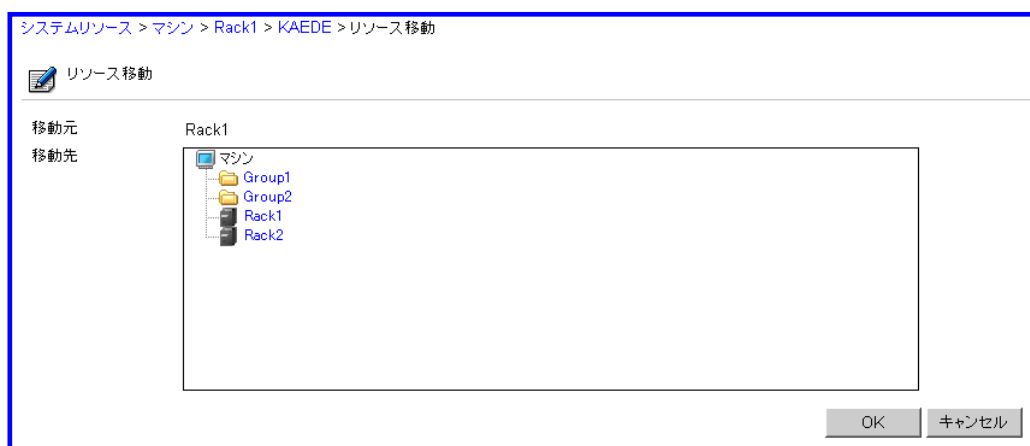 システムリソース > マシン > Rack1 > KAEDE >リソース移動
リソース移動
移動元 Rack1
移動先
マシン
Group1
Group2
Rack1
Rack2
OK キャンセル